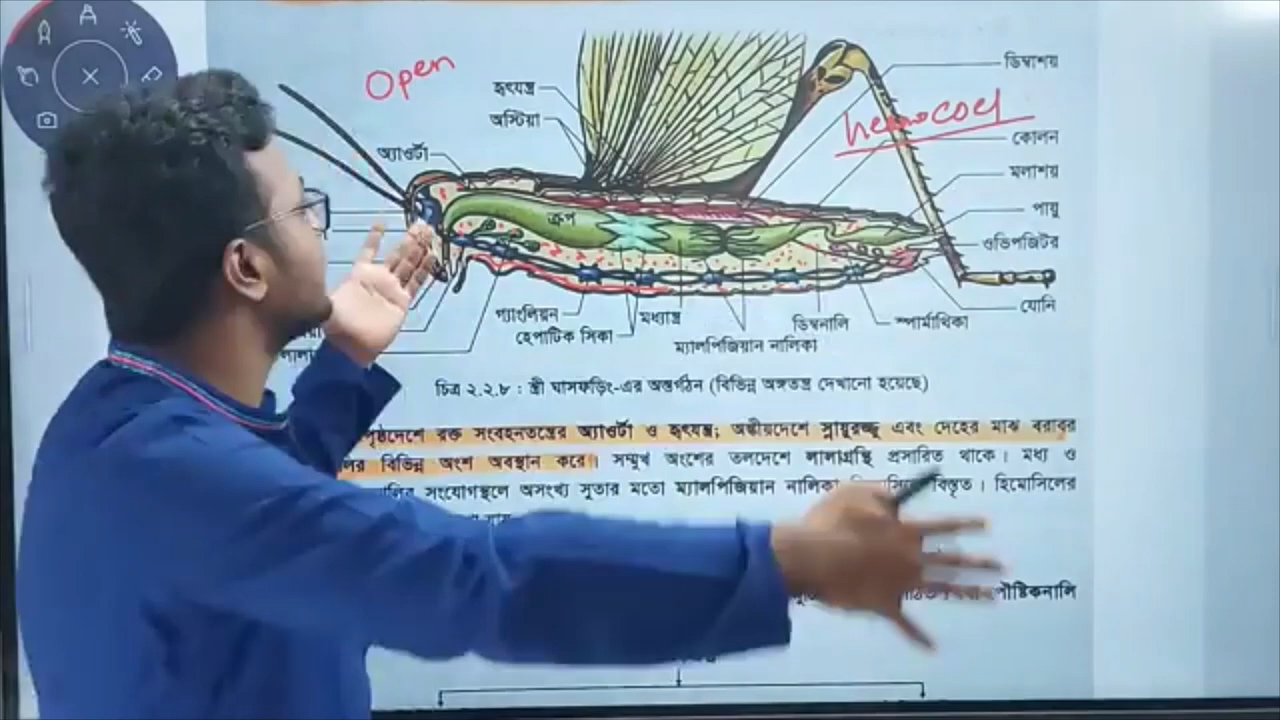 Open
ডিম্বাশয়
হৃৎযন্ত্র
hemocoel
অস্টিয়া
কোলন
অ্যাওর্টা
মলাশয়
পায়ু
ক্রপ
ওভিপজিটর
যোনি
গ্যাংলিয়ন
মধ্যান্ত্র
ডিম্বনালি
স্পার্মাথিকা
হেপাটিক সিকা
ম্যালপিজিয়ান নালিকা
চিত্র ২.২.৮ : স্ত্রী ঘাসফড়িং-এর অন্তর্গঠন (বিভিন্ন অঙ্গতন্ত্র দেখানো হয়েছে)
পৃষ্ঠদেশে রক্ত সংবহনতন্ত্রের অ্যাওর্টা ও হৃৎযন্ত্র; অঙ্কীয়দেশে স্নায়ুরজ্জু এবং দেহের মাঝ বরাবর
বিভিন্ন অংশ অবস্থান করে। সম্মুখ অংশের তলদেশে লালাগ্রন্থি প্রসারিত থাকে। মধ্য ও
সংযোগস্থলে অসংখ্য সুতার মতো ম্যালপিজিয়ান নালিকা বিস্তৃত। হিমোসিলের
পৌষ্টিকনালি